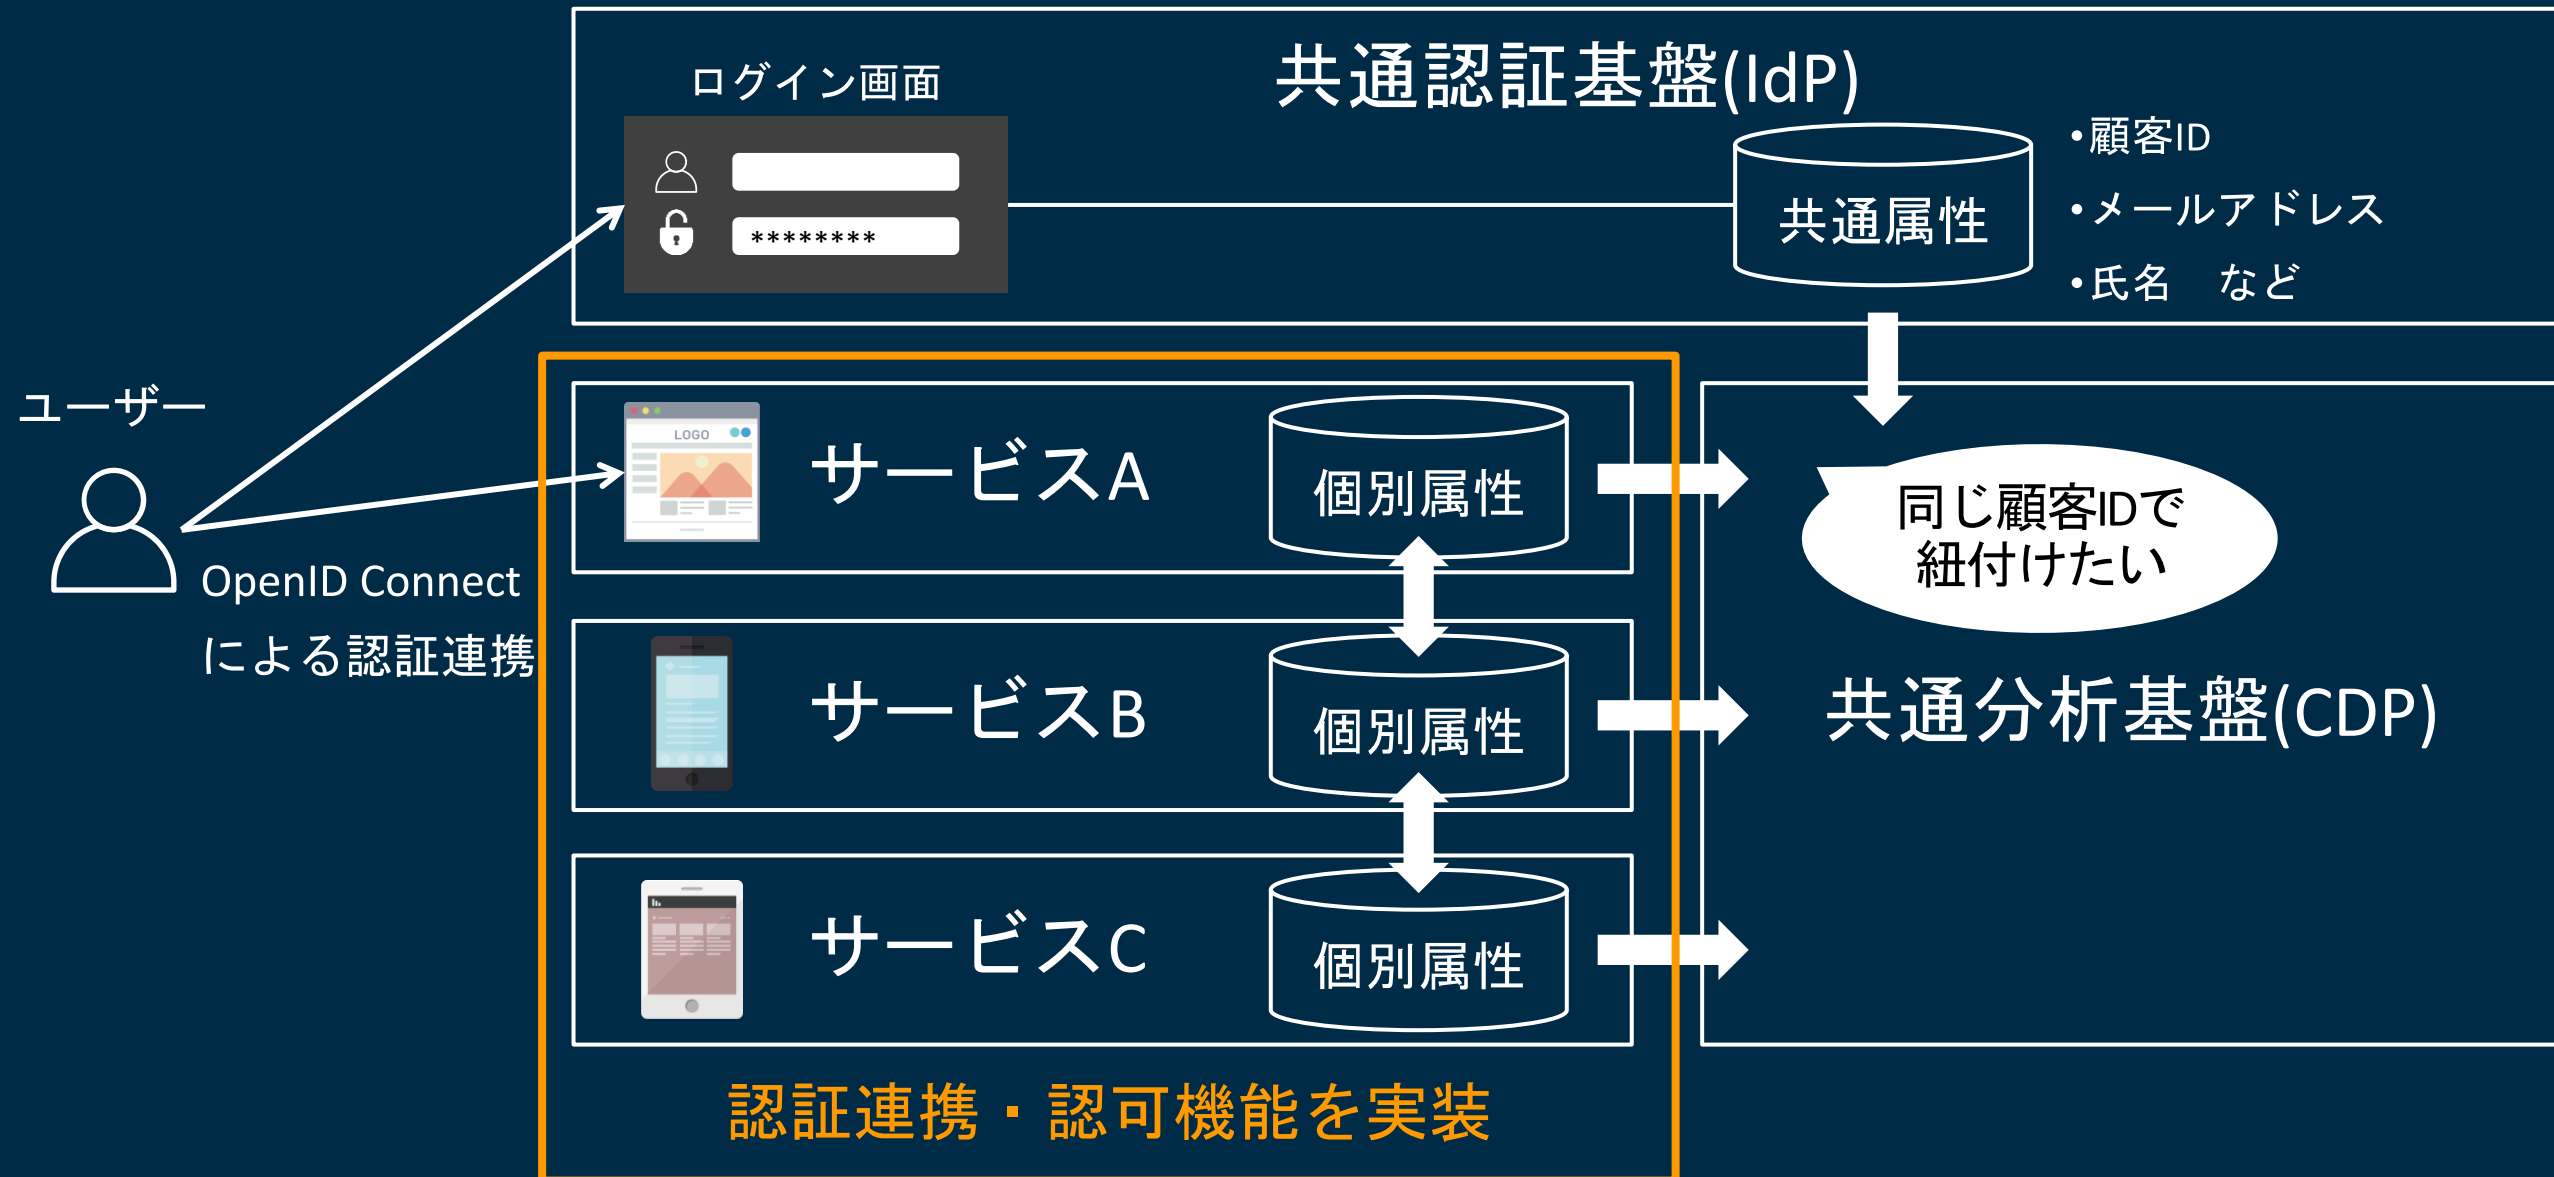 共通認証基盤(IdP)
ログイン画面
********
共通属性
•顧客ID
•メールアドレス
•氏名　など
ユーザー
OpenID Connect
による認証連携
LOGO
サービスA
個別属性
サービスB
個別属性
サービスC
個別属性
同じ顧客IDで
紐付けたい
共通分析基盤(CDP)
認証連携・認可機能を実装